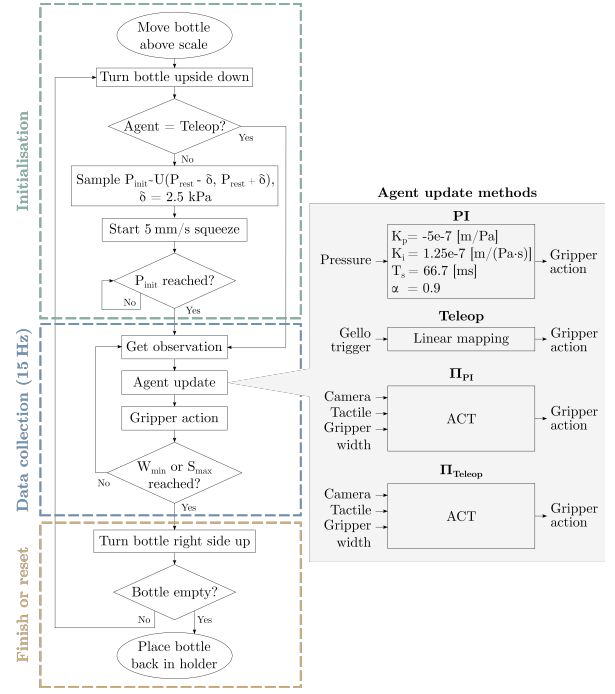 Initialisation
Move bottle
above scale
Turn bottle upside down
Agent = Teleop?
Yes
No
Sample P_init~U(P_rest - δ, P_rest + δ),
δ = 2.5 kPa
Start 5 mm/s squeeze
P_init reached?
No
Yes
Data collection (15 Hz)
Get observation
Agent update
Gripper action
W_min or S_max
reached?
No
Yes
Finish or reset
Turn bottle right side up
Bottle empty?
No
Yes
Place bottle
back in holder
Agent update methods
PI
Pressure
K_p= -5e-7 [m/Pa]
K_i = 1.25e-7 [m/(Pa·s)]
T_s = 66.7 [ms]
α = 0.9
Gripper
action
Teleop
Gello
trigger
Linear mapping
Gripper
action
Π_PI
Camera
Tactile
Gripper
width
ACT
Gripper
action
Π_Teleop
Camera
Tactile
Gripper
width
ACT
Gripper
action